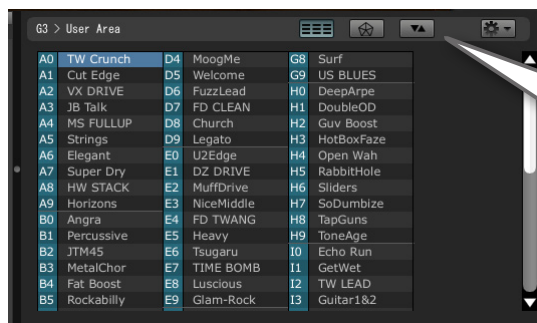 G3 > User Area
A0 TW Crunch D4 MoogMe G8 Surf
A1 Cut Edge D5 Welcome G9 US BLUES
A2 VX DRIVE D6 FuzzLead H0 DeepArpe
A3 JB Talk D7 FD CLEAN H1 DoubleOD
A4 MS FULLUP D8 Church H2 Guv Boost
A5 Strings D9 Legato H3 HotBoxFaze
A6 Elegant E0 U2Edge H4 Open Wah
A7 Super Dry E1 DZ DRIVE H5 RabbitHole
A8 HW STACK E2 MuffDrive H6 Sliders
A9 Horizons E3 NiceMiddle H7 SoDumbize
B0 Angra E4 FD TWANG H8 TapGuns
B1 Percussive E5 Heavy H9 ToneAge
B2 JTM45 E6 Tsugaru I0 Echo Run
B3 MetalChor E7 TIME BOMB I1 GetWet
B4 Fat Boost E8 Luscious I2 TW LEAD
B5 Rockabilly E9 Glam-Rock I3 Guitar1&2